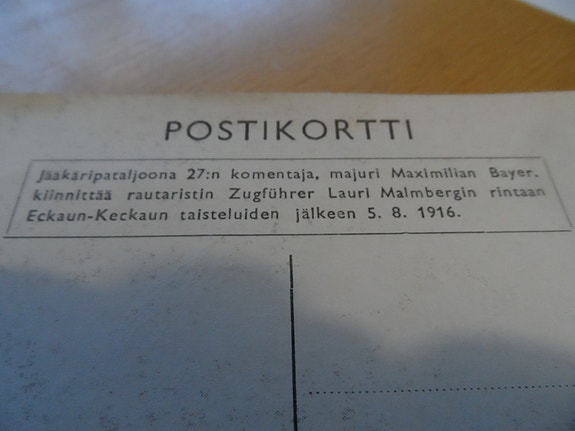 POSTIKORTTI
Jääkäripataljoona 27:n komentaja, majuri Maximilian Bayer,
kiinnittää rautaristin Zugführer Lauri Malmbergin rintaan
Eckaun-Keckaun taisteluiden jälkeen 5. 8. 1916.